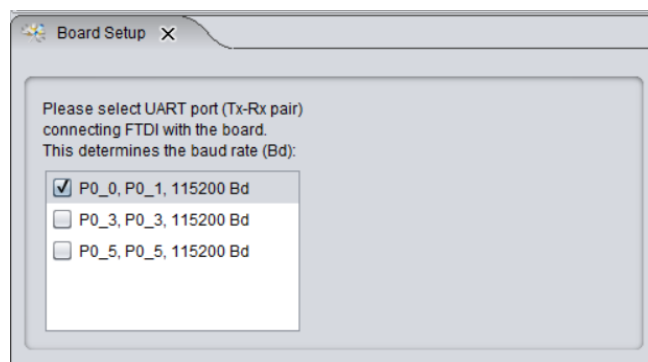 Board Setup
Please select UART port (Tx-Rx pair)
connecting FTDI with the board.
This determines the baud rate (Bd):
P0_0, P0_1, 115200 Bd
P0_3, P0_3, 115200 Bd
P0_5, P0_5, 115200 Bd